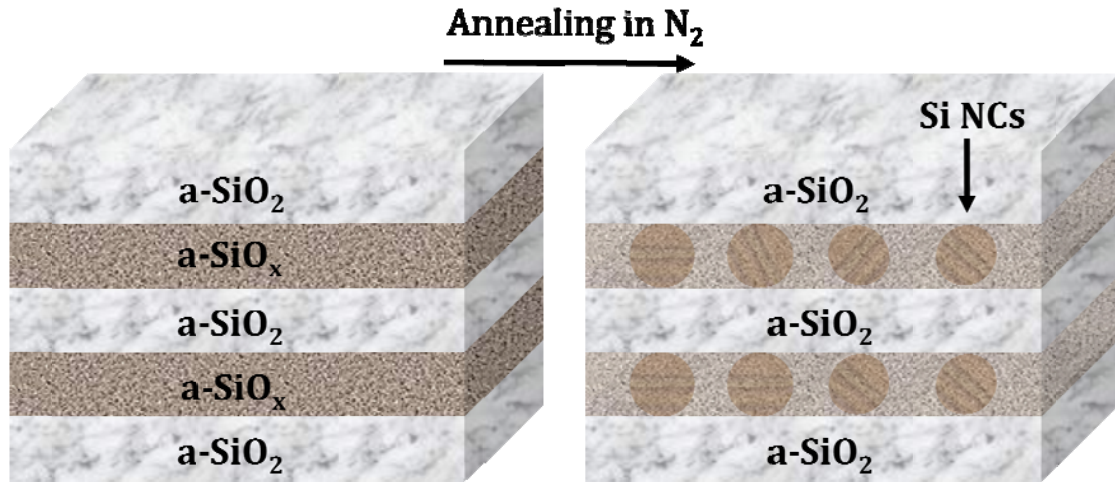 Annealing in N₂
Si NCs
a-SiO₂
a-SiOₓ
a-SiO₂
a-SiOₓ
a-SiO₂
a-SiO₂
a-SiO₂
a-SiO₂